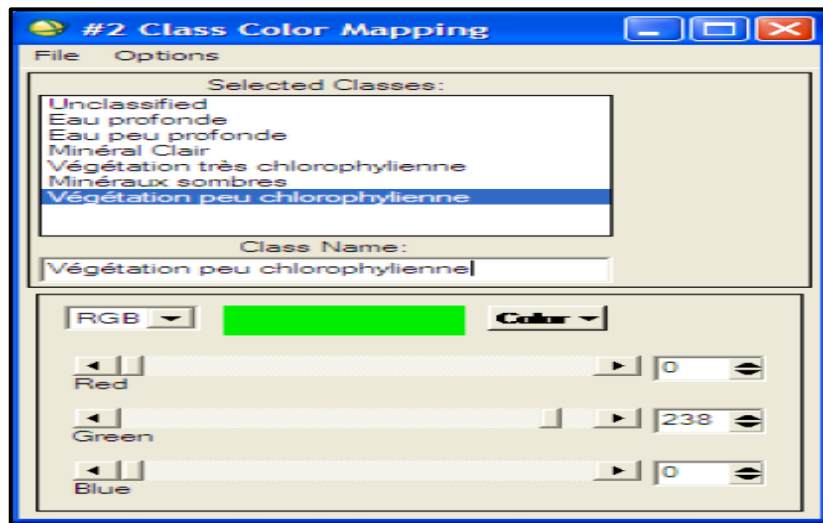 #2 Class Color Mapping
File Options
Selected Classes:
Unclassified
Eau profonde
Eau peu profonde
Minéral Clair
Végétation très chlorophylienne
Minéraux sombres
Végétation peu chlorophylienne
Class Name:
Végétation peu chlorophylienne
RGB Color
0
Red
238
Green
0
Blue